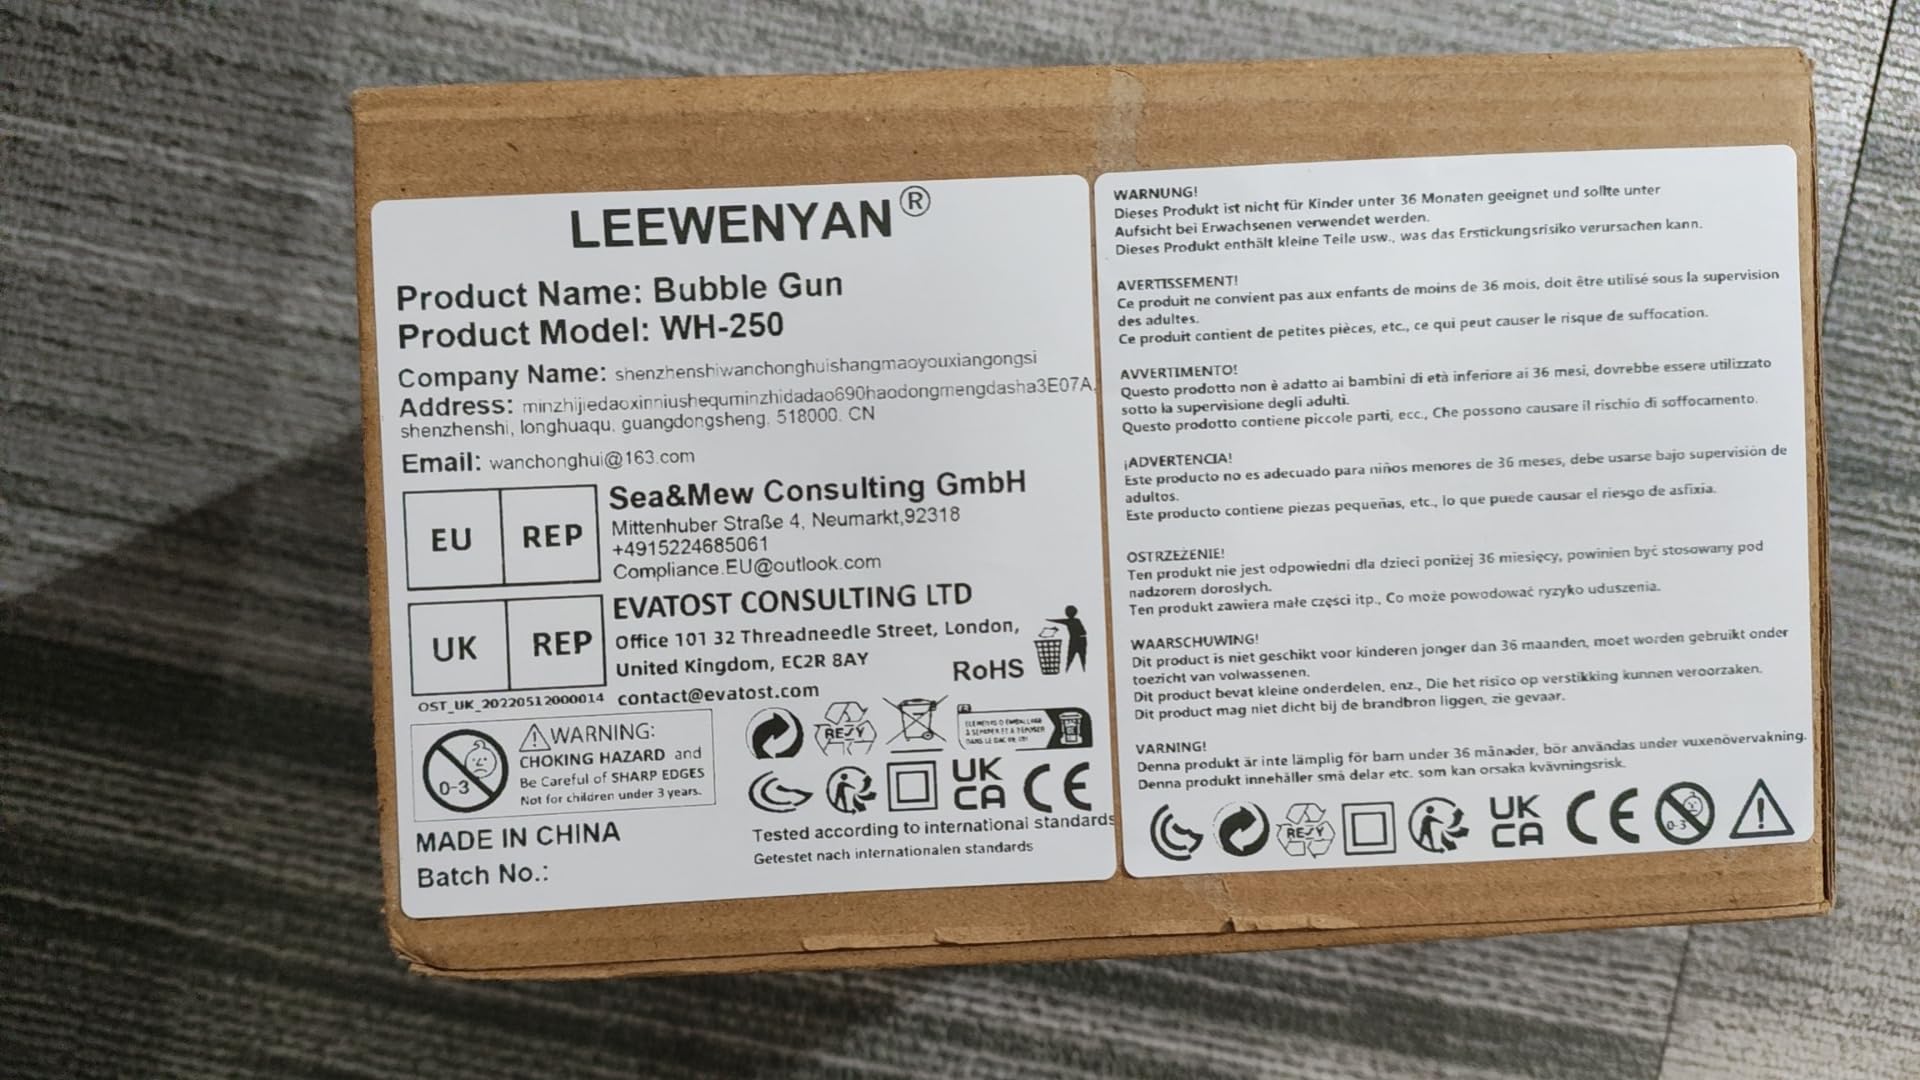 LEEWENYAN®
Product Name: Bubble Gun
Product Model: WH-250
Company Name: shenzhenshiwanchonghuishangmaoyouxiangongsi
Address: minzhijiedaoxinniushequminzhidadao690haodongmengdasha3E07A,
shenzhenshi, longhuaqu, guangdongsheng, 518000. CN
Email: wanchonghui@163.com
EU REP
Sea&Mew Consulting GmbH
Mittenhuber Straße 4, Neumarkt,92318
+4915224685061
Compliance.EU@outlook.com
UK REP
EVATOST CONSULTING LTD
Office 101 32 Threadneedle Street, London,
United Kingdom, EC2R 8AY
contact@evatost.com
OST_UK_20220512000014
RoHS
0-3
WARNING:
CHOKING HAZARD and
Be Careful of SHARP EDGES
Not for children under 3 years.
FR
ELEMENTS D'EMBALLAGE
À SÉPARER ET À DÉPOSER
DANS LE BAC DE TRI
RESY
UK
CA
CE
MADE IN CHINA
Batch No.:
Tested according to international standards
Getestet nach internationalen standards
WARNUNG!
Dieses Produkt ist nicht für Kinder unter 36 Monaten geeignet und sollte unter
Aufsicht bei Erwachsenen verwendet werden.
Dieses Produkt enthält kleine Teile usw., was das Erstickungsrisiko verursachen kann.
AVERTISSEMENT!
Ce produit ne convient pas aux enfants de moins de 36 mois, doit être utilisé sous la supervision
des adultes.
Ce produit contient de petites pièces, etc., ce qui peut causer le risque de suffocation.
AVVERTIMENTO!
Questo prodotto non è adatto ai bambini di età inferiore ai 36 mesi, dovrebbe essere utilizzato
sotto la supervisione degli adulti.
Questo prodotto contiene piccole parti, ecc., Che possono causare il rischio di soffocamento.
¡ADVERTENCIA!
Este producto no es adecuado para niños menores de 36 meses, debe usarse bajo supervisión de
adultos.
Este producto contiene piezas pequeñas, etc., lo que puede causar el riesgo de asfixia.
OSTRZEŻENIE!
Ten produkt nie jest odpowiedni dla dzieci poniżej 36 miesięcy, powinien być stosowany pod
nadzorem dorosłych.
Ten produkt zawiera małe części itp., Co może powodować ryzyko uduszenia.
WAARSCHUWING!
Dit product is niet geschikt voor kinderen jonger dan 36 maanden, moet worden gebruikt onder
toezicht van volwassenen.
Dit product bevat kleine onderdelen, enz., Die het risico op verstikking kunnen veroorzaken.
Dit product mag niet dicht bij de brandbron liggen, zie gevaar.
VARNING!
Denna produkt är inte lämplig för barn under 36 månader, bör användas under vuxenövervakning.
Denna produkt innehåller små delar etc. som kan orsaka kvävningsrisk.
RESY
UK
CA
CE
0-3